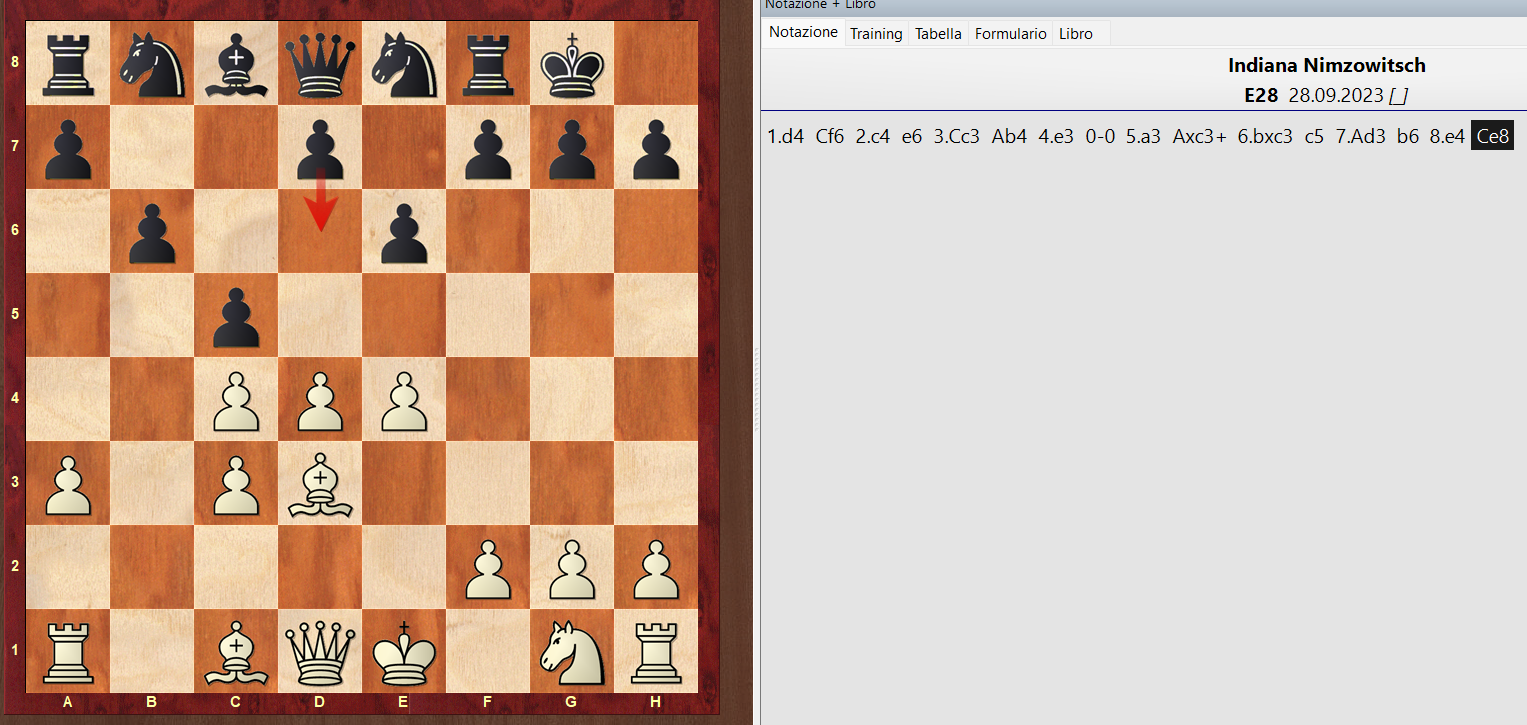 8
7
6
5
4
3
2
1
A B C D E F G H
Notazione + Libro
Notazione Training Tabella Formulario Libro
Indiana Nimzowitsch
E28 28.09.2023 [_]
1.d4 Cf6 2.c4 e6 3.Cc3 Ab4 4.e3 0-0 5.a3 Axc3+ 6.bxc3 c5 7.Ad3 b6 8.e4 Ce8